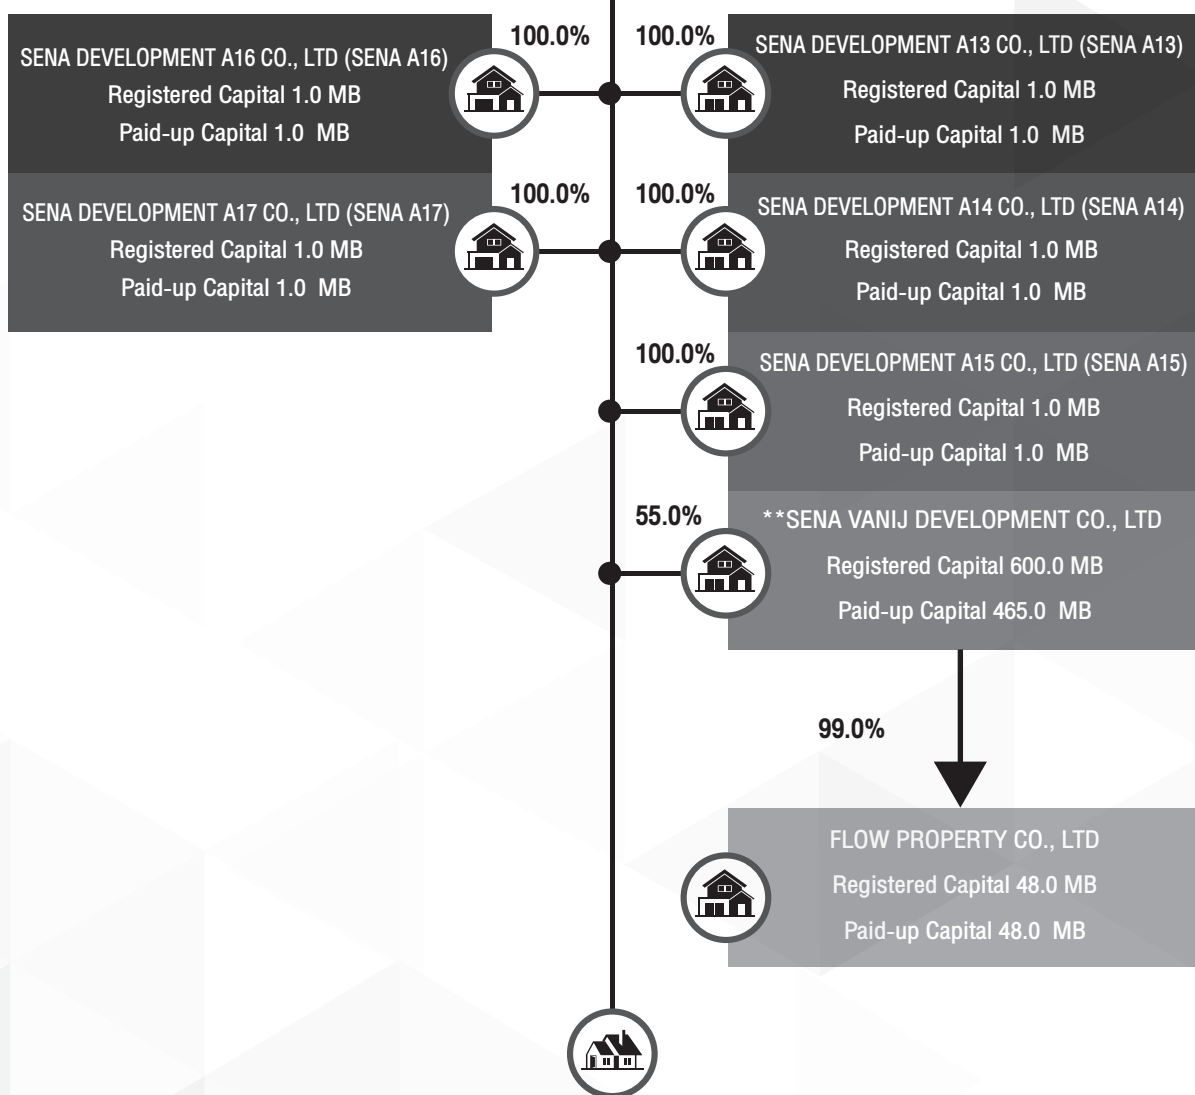 100.0%
SENA DEVELOPMENT A16 CO., LTD (SENA A16)
Registered Capital 1.0 MB
Paid-up Capital 1.0 MB
100.0%
SENA DEVELOPMENT A13 CO., LTD (SENA A13)
Registered Capital 1.0 MB
Paid-up Capital 1.0 MB
100.0%
SENA DEVELOPMENT A17 CO., LTD (SENA A17)
Registered Capital 1.0 MB
Paid-up Capital 1.0 MB
100.0%
SENA DEVELOPMENT A14 CO., LTD (SENA A14)
Registered Capital 1.0 MB
Paid-up Capital 1.0 MB
100.0%
SENA DEVELOPMENT A15 CO., LTD (SENA A15)
Registered Capital 1.0 MB
Paid-up Capital 1.0 MB
55.0%
**SENA VANIJ DEVELOPMENT CO., LTD
Registered Capital 600.0 MB
Paid-up Capital 465.0 MB
99.0%
FLOW PROPERTY CO., LTD
Registered Capital 48.0 MB
Paid-up Capital 48.0 MB